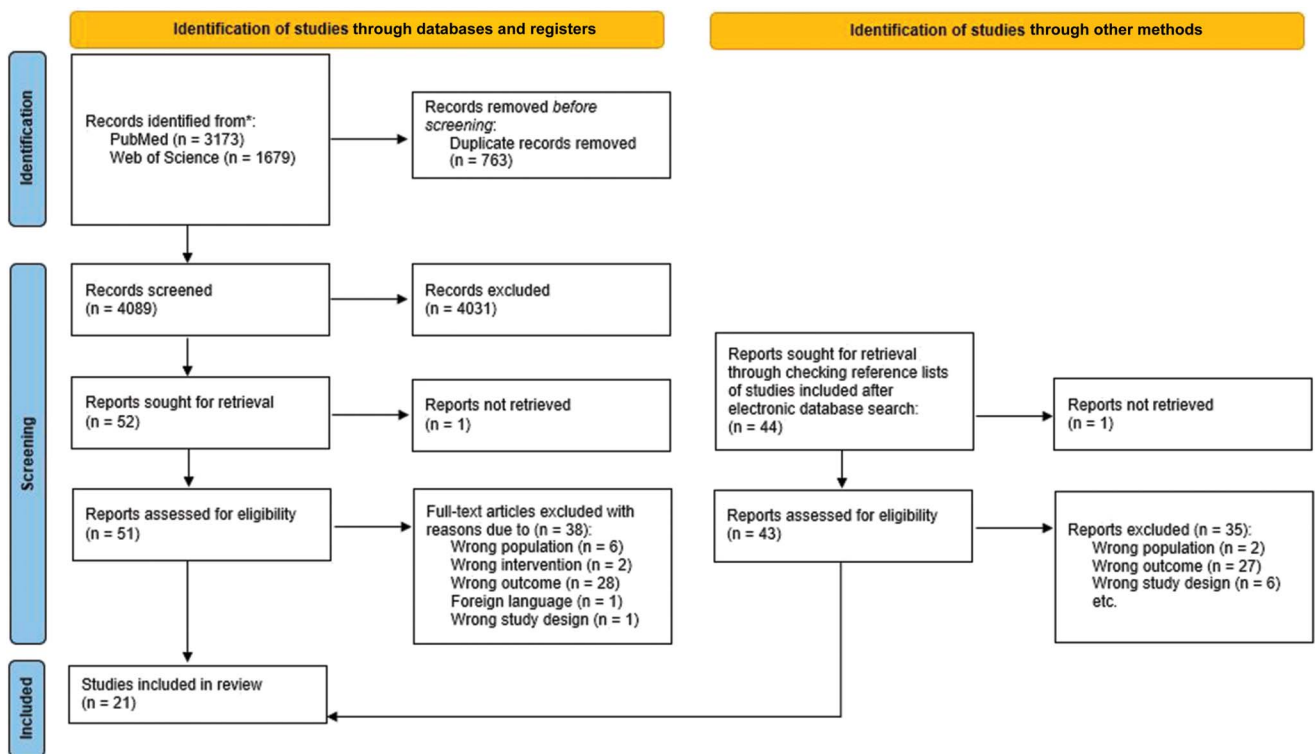 Identification of studies through databases and registers
Identification of studies through other methods
Identification
Records identified from*:
PubMed (n = 3173)
Web of Science (n = 1679)
Records removed before
screening:
Duplicate records removed
(n = 763)
Screening
Records screened
(n = 4089)
Records excluded
(n = 4031)
Reports sought for retrieval
(n = 52)
Reports not retrieved
(n = 1)
Reports sought for retrieval
through checking reference lists
of studies included after
electronic database search:
(n = 44)
Reports not retrieved
(n = 1)
Reports assessed for eligibility
(n = 51)
Full-text articles excluded with
reasons due to (n = 38):
Wrong population (n = 6)
Wrong intervention (n = 2)
Wrong outcome (n = 28)
Foreign language (n = 1)
Wrong study design (n = 1)
Reports assessed for eligibility
(n = 43)
Reports excluded (n = 35):
Wrong population (n = 2)
Wrong outcome (n = 27)
Wrong study design (n = 6)
etc.
Included
Studies included in review
(n = 21)